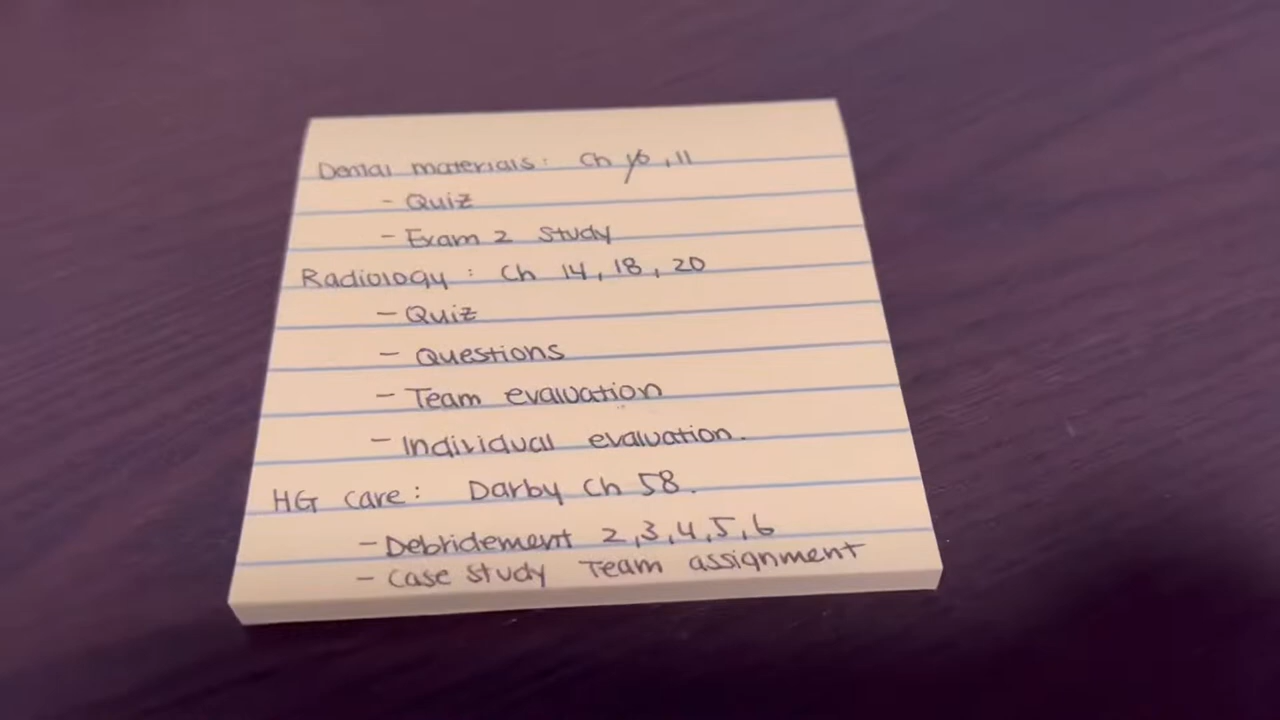 Dental materials: Ch , 11
- Quiz
- Exam 2 study
Radiology: Ch 14, 18, 20
- Quiz
- Questions
- Team evaluation
- Individual evaluation.
HG care: Darby Ch 58.
- Debridement 2,3,4,5,6
- Case study Team assignment